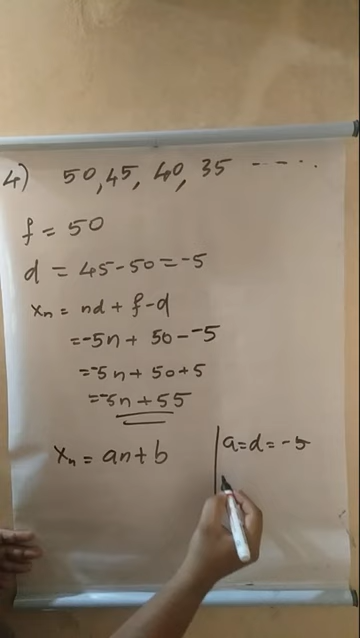 4) 50, 45, 40, 35 -----.
f = 50
d = 45-50 = -5
xₙ = nd + f-d
= -5n + 50 - -5
= -5n + 50+5
= -5n + 55
xₙ = an+b
a=d= -5